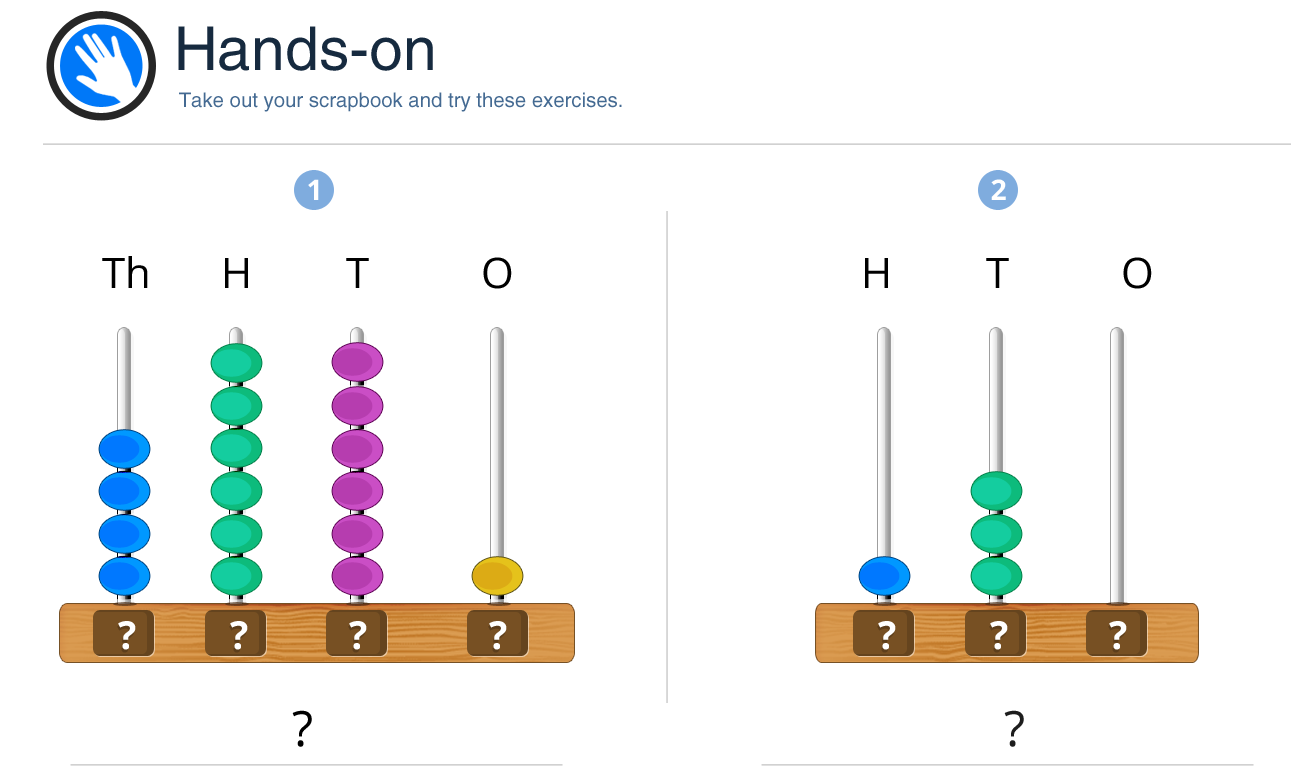 Hands-on
Take out your scrapbook and try these exercises.
1
2
Th H T O
H T O
? ? ? ?
? ? ?
?
?